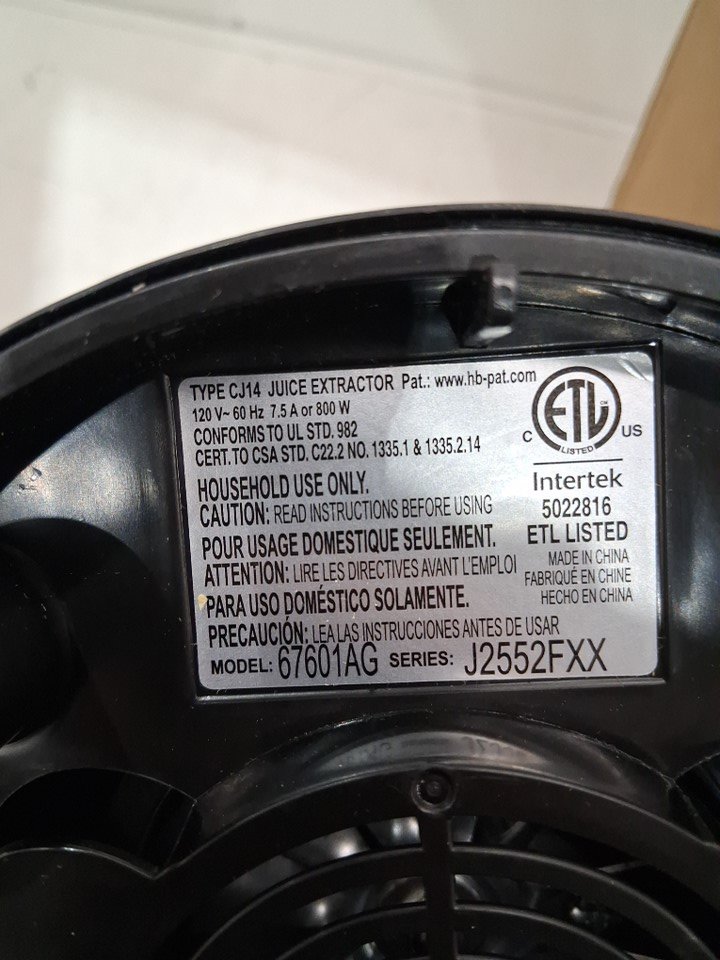 TYPE CJ14 JUICE EXTRACTOR Pat.: www.hb-pat.com
120 V~ 60 Hz 7.5 A or 800 W
CONFORMS TO UL STD. 982
CERT. TO CSA STD. C22.2 NO. 1335.1 & 1335.2.14
HOUSEHOLD USE ONLY.
CAUTION: READ INSTRUCTIONS BEFORE USING
POUR USAGE DOMESTIQUE SEULEMENT.
ATTENTION: LIRE LES DIRECTIVES AVANT L'EMPLOI
PARA USO DOMÉSTICO SOLAMENTE.
PRECAUCIÓN: LEA LAS INSTRUCCIONES ANTES DE USAR
MODEL: 67601AG SERIES: J2552FXX
ETL CM
LISTED
C US
Intertek
5022816
ETL LISTED
MADE IN CHINA
FABRIQUÉ EN CHINE
HECHO EN CHINA